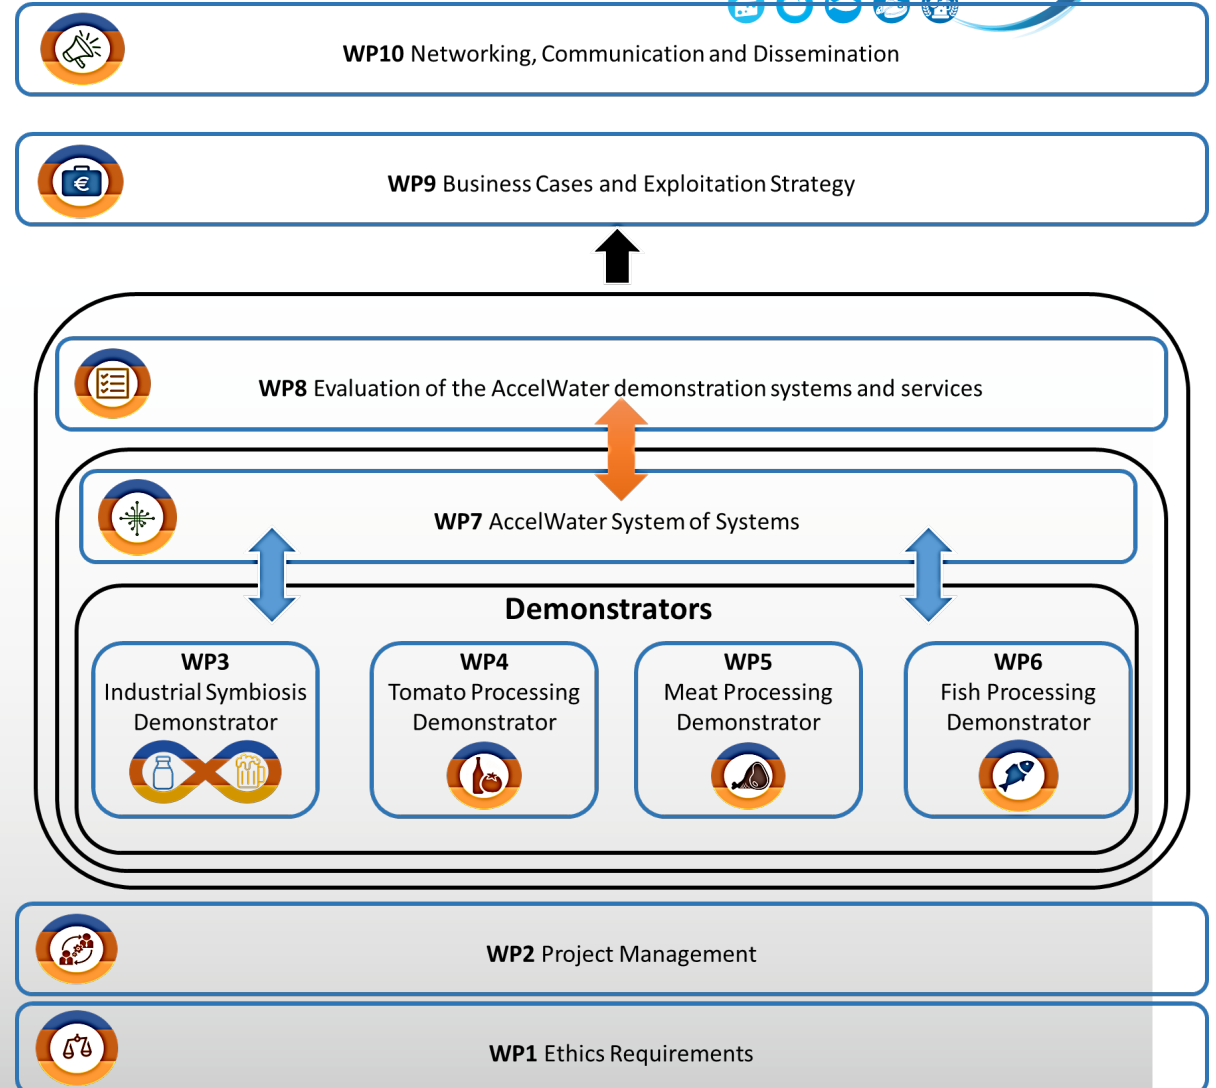 WP10 Networking, Communication and Dissemination
€
WP9 Business Cases and Exploitation Strategy
WP8 Evaluation of the AccelWater demonstration systems and services
WP7 AccelWater System of Systems
Demonstrators
WP3
Industrial Symbiosis
Demonstrator
WP4
Tomato Processing
Demonstrator
WP5
Meat Processing
Demonstrator
WP6
Fish Processing
Demonstrator
WP2 Project Management
WP1 Ethics Requirements